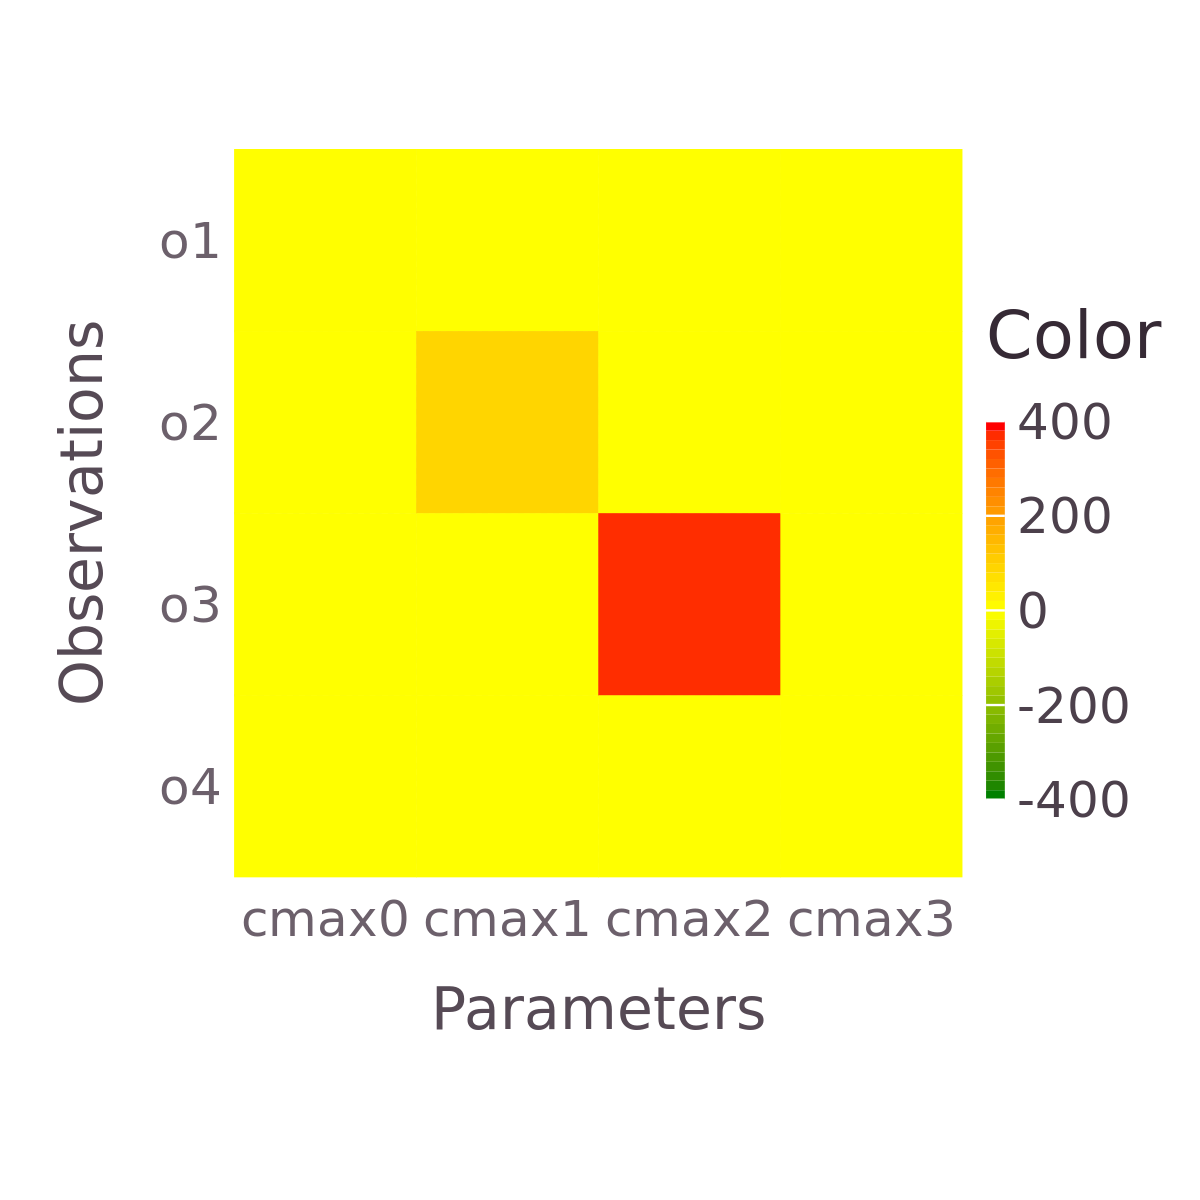 Observations
o1
o2
o3
o4
cmax0 cmax1 cmax2 cmax3
Parameters
Color
400
200
0
-200
-400